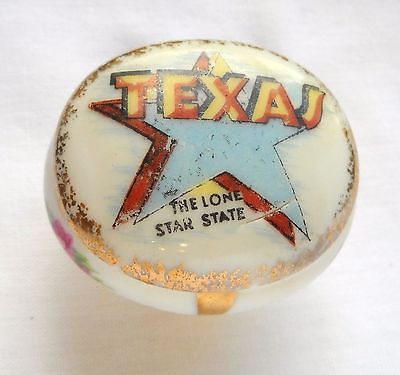 TEXAS
THE LONE
STAR STATE